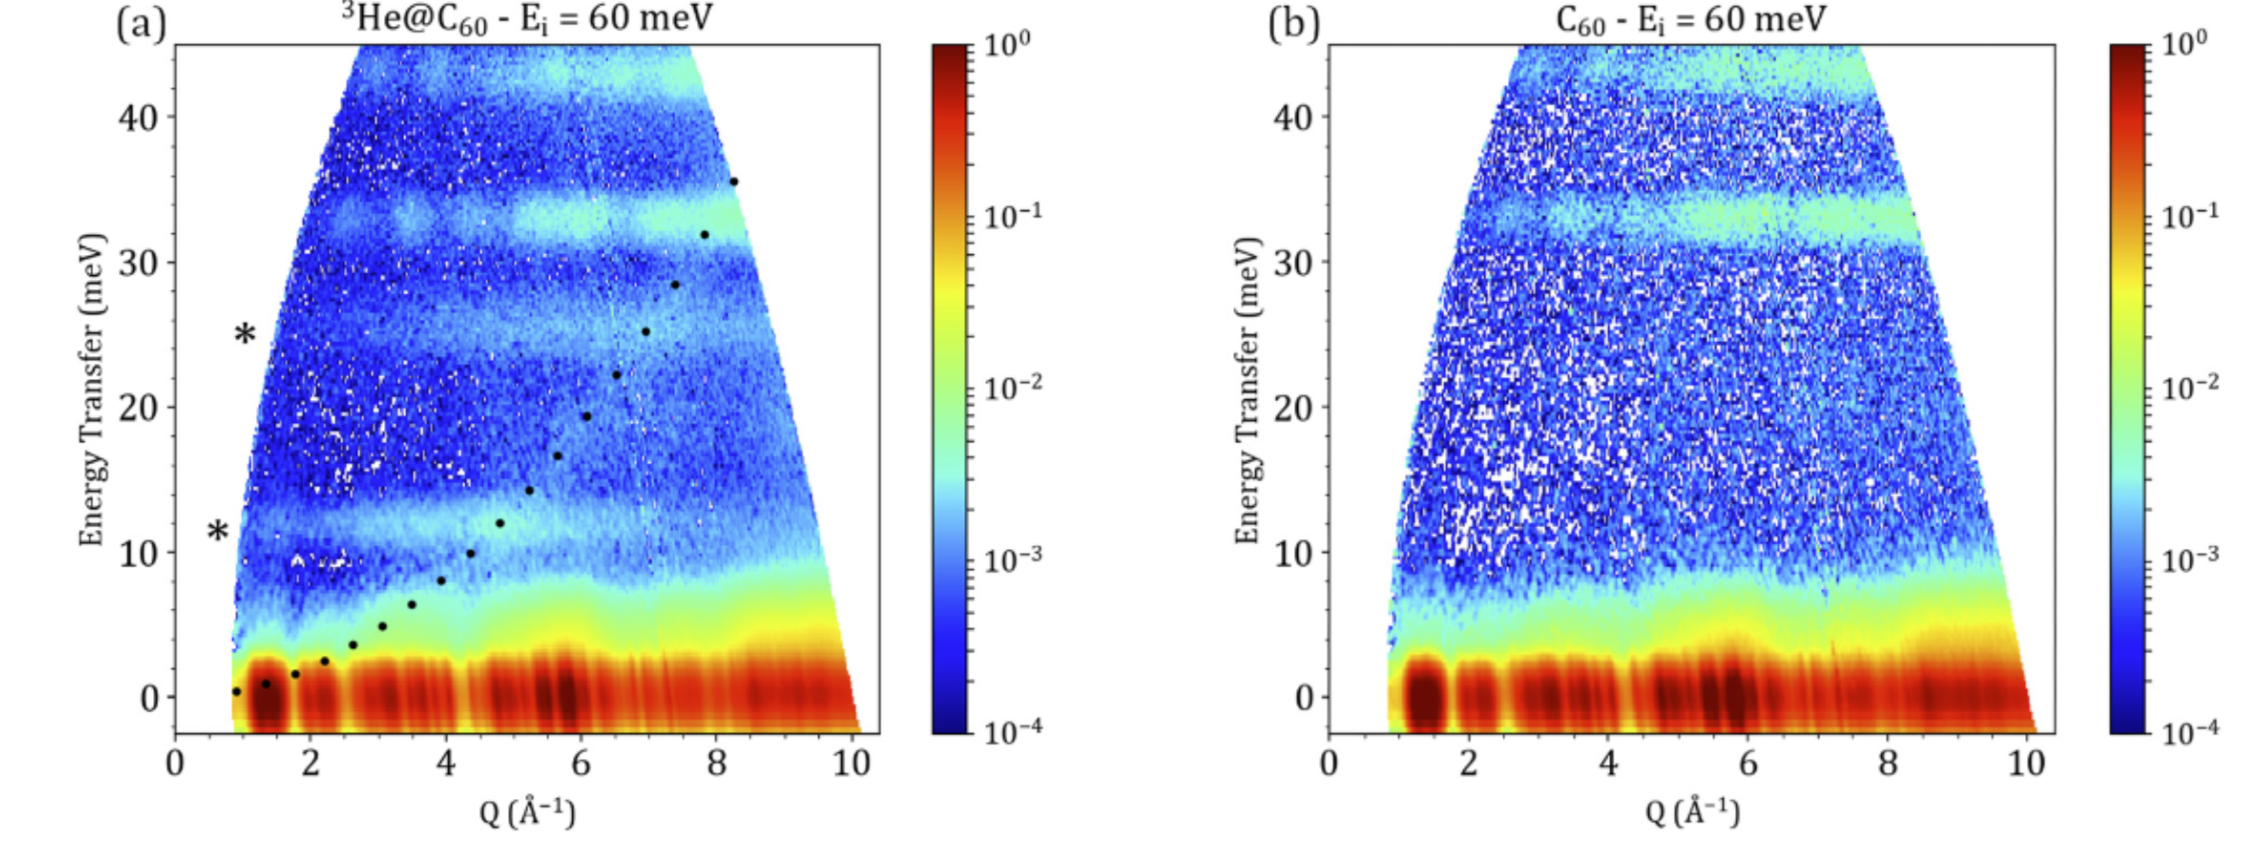 (a) ³He@C₆₀ - Eᵢ = 60 meV
Energy Transfer (meV)
40
30
20
10
0
*
*
0 2 4 6 8 10
Q (Å⁻¹)
10⁰
10⁻¹
10⁻²
10⁻³
10⁻⁴
(b) C₆₀ - Eᵢ = 60 meV
Energy Transfer (meV)
40
30
20
10
0
0 2 4 6 8 10
Q (Å⁻¹)
10⁰
10⁻¹
10⁻²
10⁻³
10⁻⁴